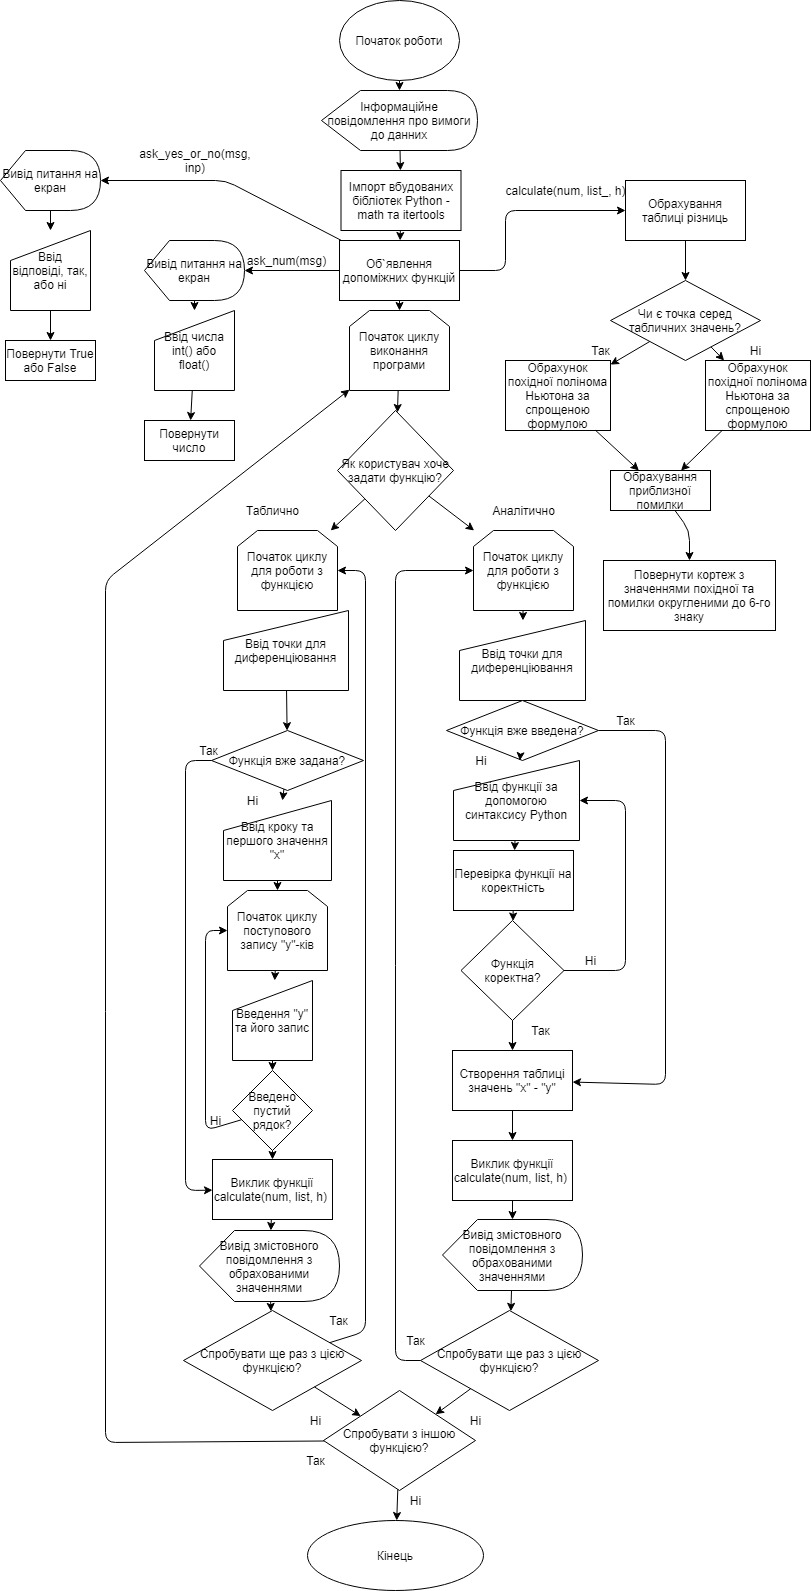 Початок роботи
Інформаційне
повідомлення про вимоги
до данних
Імпорт вбудованих
бібліотек Python -
math та itertools
Об`явлення
допоміжних функцій
ask_yes_or_no(msg,
inp)
Вивід питання на
екран
Ввід
відповіді, так,
або ні
Повернути True
або False
ask_num(msg)
Вивід питання на
екран
Ввід числа
int() або
float()
Повернути
число
calculate(num, list_, h)
Обрахування
таблиці різниць
Чи є точка серед
табличних значень?
Так
Ні
Обрахунок
похідної полінома
Ньютона за
спрощеною
формулою
Обрахунок
похідної полінома
Ньютона за
спрощеною
формулою
Обрахування
приблизної
помилки
Повернути кортеж з
значеннями похідної та
помилки округленими до 6-го
знаку
Початок циклу
виконання
програми
Як користувач хоче
задати функцію?
Таблично
Аналітично
Початок циклу
для роботи з
функцією
Ввід точки для
диференціювання
Функція вже задана?
Так
Ні
Ввід кроку та
першого значення
"x"
Початок циклу
поступового
запису "y"-ків
Введення "y"
та його запис
Введено
пустий
рядок?
Ні
Виклик функції
calculate(num, list, h)
Вивід змістовного
повідомлення з
обрахованими
значеннями
Спробувати ще раз з цією
функцією?
Так
Ні
Початок циклу
для роботи з
функцією
Ввід точки для
диференціювання
Функція вже введена?
Так
Ні
Ввід функції за
допомогою
синтаксису Python
Перевірка функції на
коректність
Функція
коректна?
Ні
Так
Створення таблиці
значень "x" - "y"
Виклик функції
calculate(num, list, h)
Вивід змістовного
повідомлення з
обрахованими
значеннями
Спробувати ще раз з цією
функцією?
Так
Ні
Спробувати з іншою
функцією?
Так
Ні
Кінець